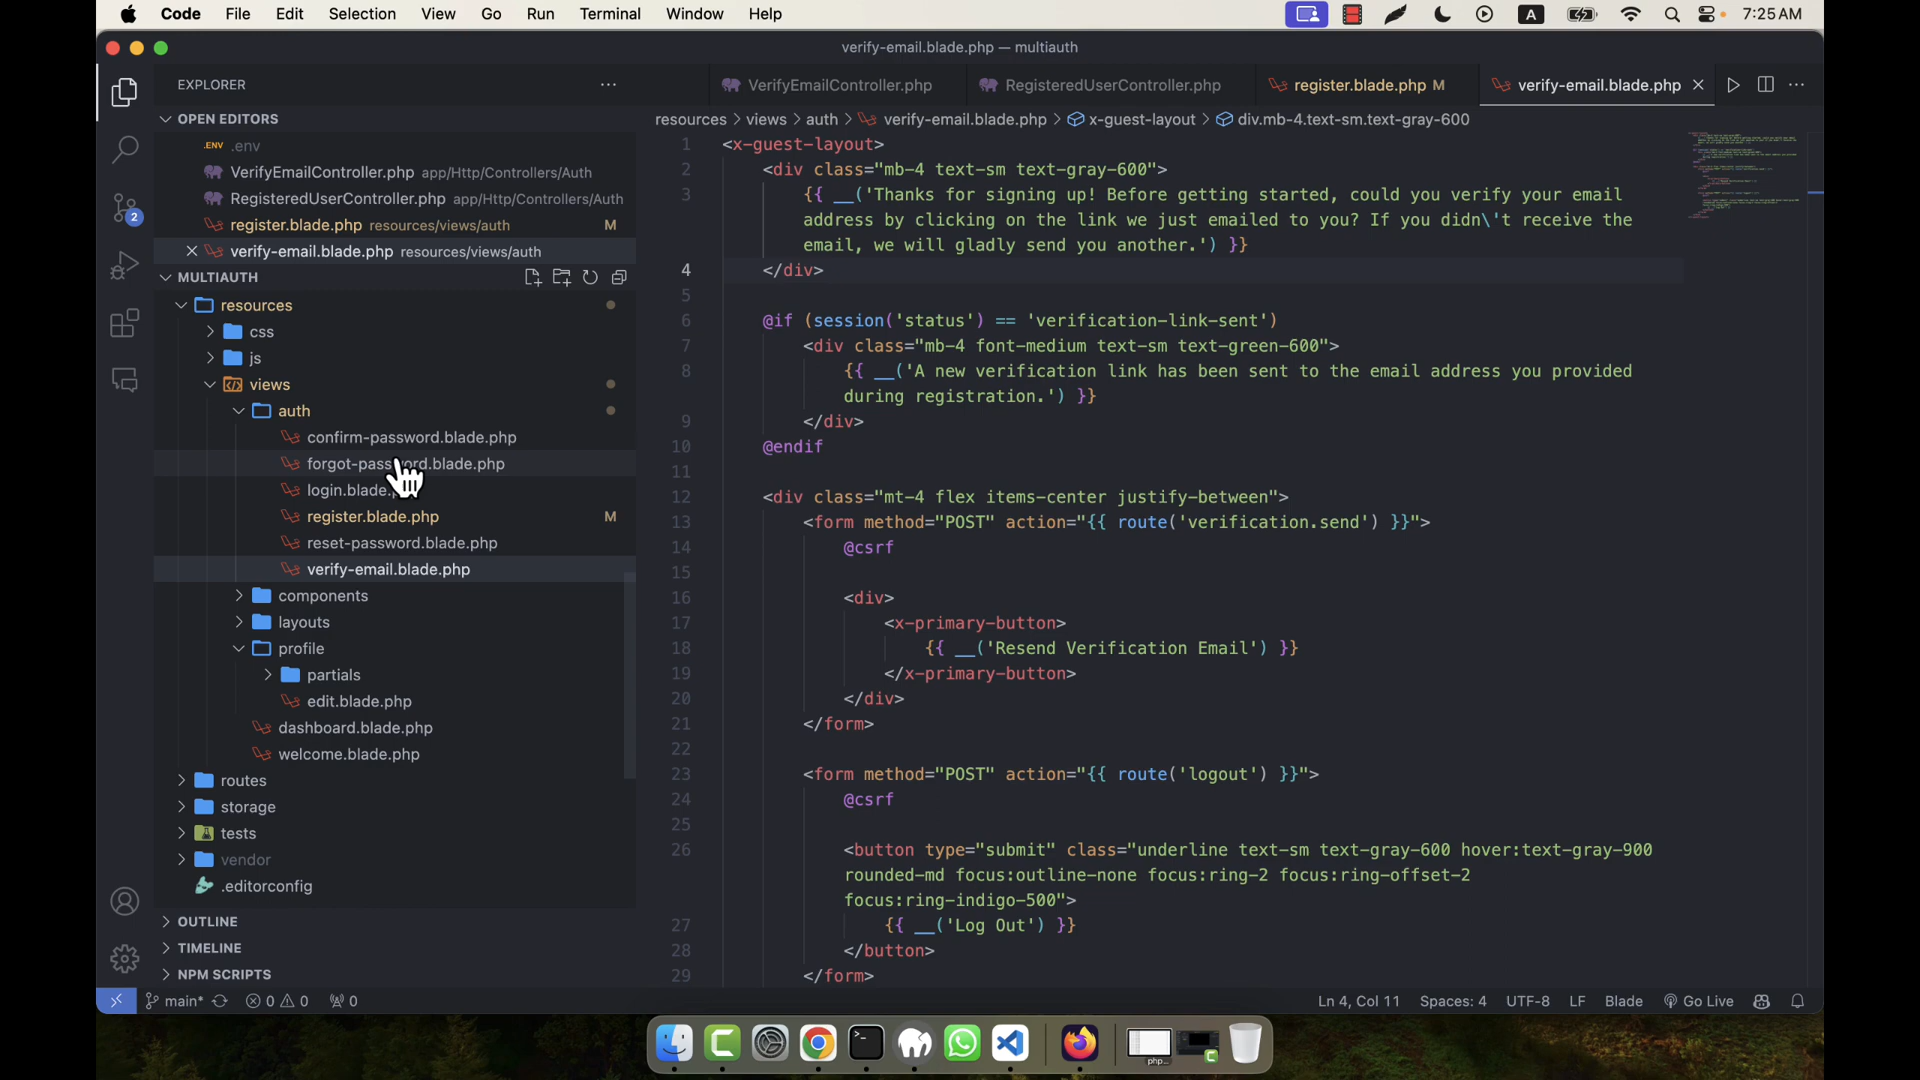 Code File Edit Selection View Go Run Terminal Window Help A 7:25 AM
verify-email.blade.php — multiauth
EXPLORER
VerifyEmailController.php RegisteredUserController.php register.blade.php M verify-email.blade.php
OPEN EDITORS
resources > views > auth > verify-email.blade.php > x-guest-layout > div.mb-4.text-sm.text-gray-600
.ENV .env
VerifyEmailController.php app/Http/Controllers/Auth
RegisteredUserController.php app/Http/Controllers/Auth
register.blade.php resources/views/auth M
verify-email.blade.php resources/views/auth
MULTIAUTH
resources
css
js
views
auth
confirm-password.blade.php
forgot-password.blade.php
login.blade.
register.blade.php M
reset-password.blade.php
verify-email.blade.php
components
layouts
profile
partials
edit.blade.php
dashboard.blade.php
welcome.blade.php
routes
storage
tests
vendor
.editorconfig
OUTLINE
TIMELINE
NPM SCRIPTS
2
1 <x-guest-layout>
2 <div class="mb-4 text-sm text-gray-600">
3 {{ __('Thanks for signing up! Before getting started, could you verify your email
address by clicking on the link we just emailed to you? If you didn\'t receive the
email, we will gladly send you another.') }}
4 </div>
5
6 @if (session('status') == 'verification-link-sent')
7 <div class="mb-4 font-medium text-sm text-green-600">
8 {{ __('A new verification link has been sent to the email address you provided
during registration.') }}
9 </div>
10 @endif
11
12 <div class="mt-4 flex items-center justify-between">
13 <form method="POST" action="{{ route('verification.send') }}">
14 @csrf
15
16 <div>
17 <x-primary-button>
18 {{ __('Resend Verification Email') }}
19 </x-primary-button>
20 </div>
21 </form>
22
23 <form method="POST" action="{{ route('logout') }}">
24 @csrf
25
26 <button type="submit" class="underline text-sm text-gray-600 hover:text-gray-900
rounded-md focus:outline-none focus:ring-2 focus:ring-offset-2
focus:ring-indigo-500">
27 {{ __('Log Out') }}
28 </button>
29 </form>
main* 0 0 0 Ln 4, Col 11 Spaces: 4 UTF-8 LF Blade Go Live
php...